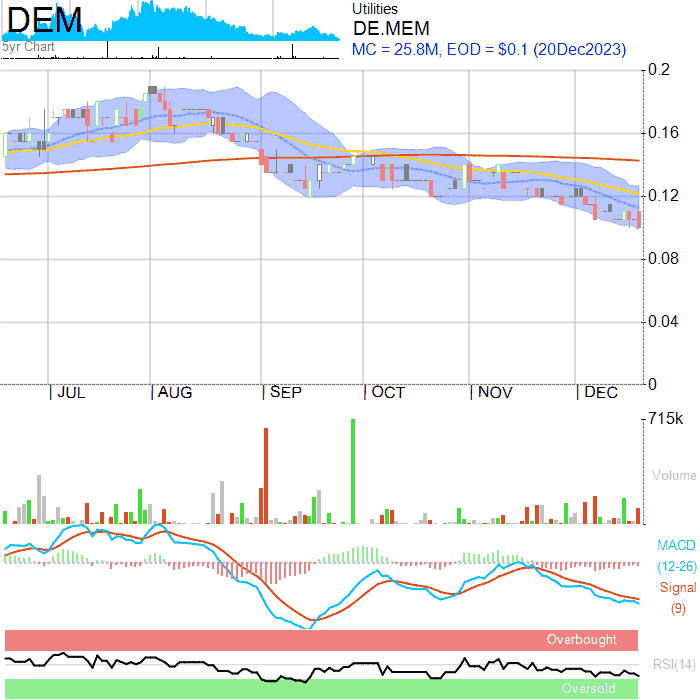 DEM
5yr Chart
Utilities
DE.MEM
MC = 25.8M, EOD = $0.1 (20Dec2023)
0.2
0.16
0.12
0.08
0.04
0
JUL AUG SEP OCT NOV DEC
715k
Volume
MACD
(12-26)
Signal
(9)
Overbought
RSI(14)
Oversold